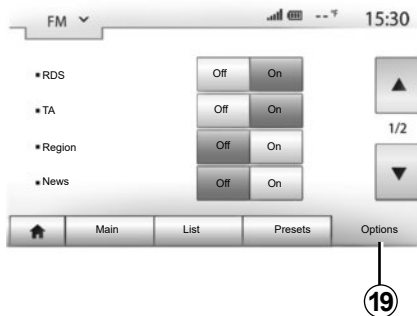 FM -- °F 15:30
RDS Off On
TA Off On
1/2
Region Off On
News Off On
Main List Presets Options
19